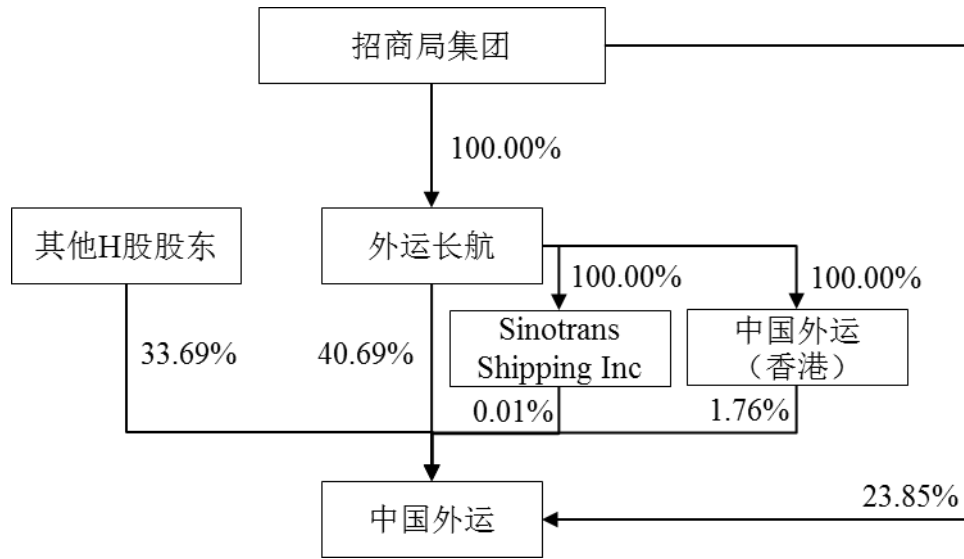 招商局集团
100.00%
其他H股股东
外运长航
100.00%
100.00%
Sinotrans
Shipping Inc
中国外运
（香港）
33.69%
40.69%
0.01%
1.76%
中国外运
23.85%